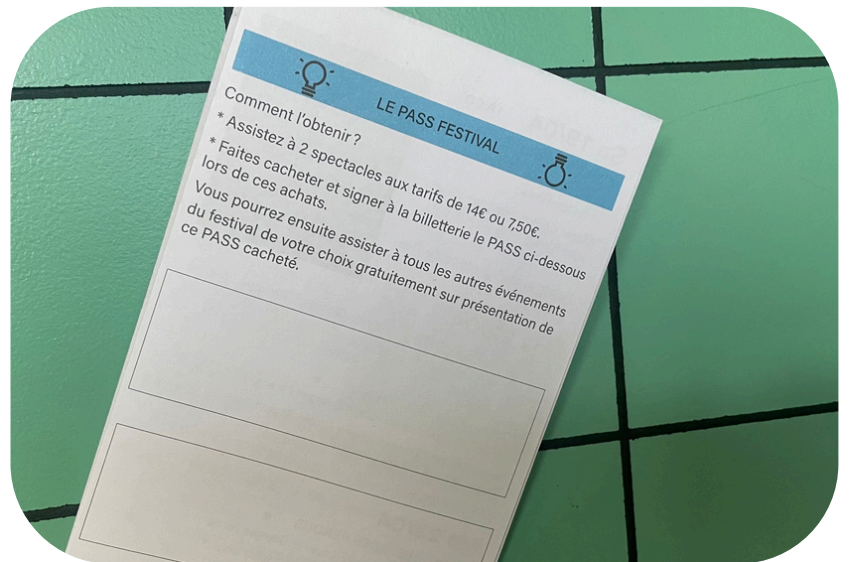 LE PASS FESTIVAL
Comment l'obtenir ?
* Assistez à 2 spectacles aux tarifs de 14€ ou 7,50€.
* Faites cacheter et signer à la billetterie le PASS ci-dessous
lors de ces achats.
Vous pourrez ensuite assister à tous les autres événements
du festival de votre choix gratuitement sur présentation de
ce PASS cacheté.